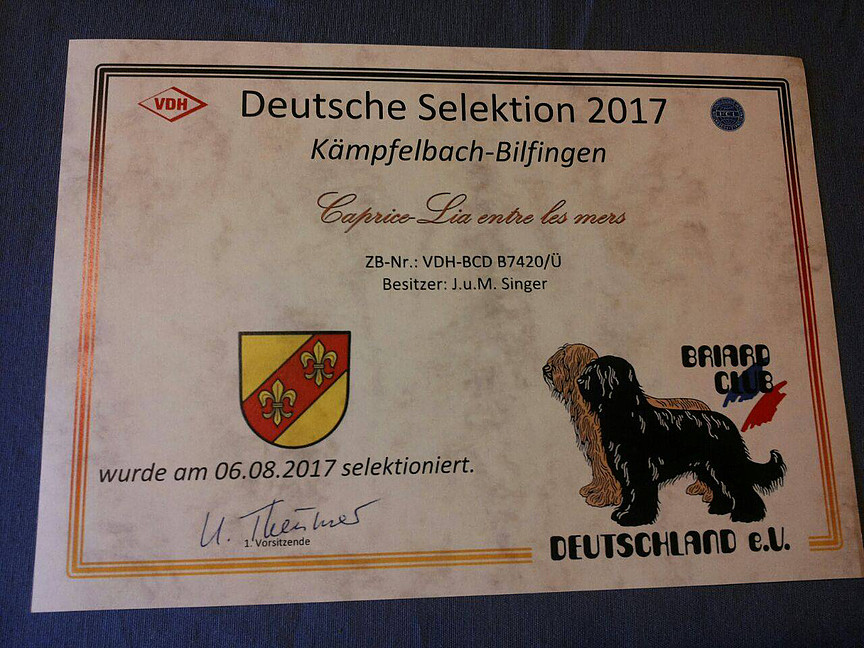 VDH
Deutsche Selektion 2017
Kämpfelbach-Bilfingen
Caprice-Lia entre les mers
ZB-Nr.: VDH-BCD B7420/Ü
Besitzer: J.u.M. Singer
BRIARD
CLUB
wurde am 06.08.2017 selektioniert.
1. Vorsitzende
DEUTSCHLAND e.V.